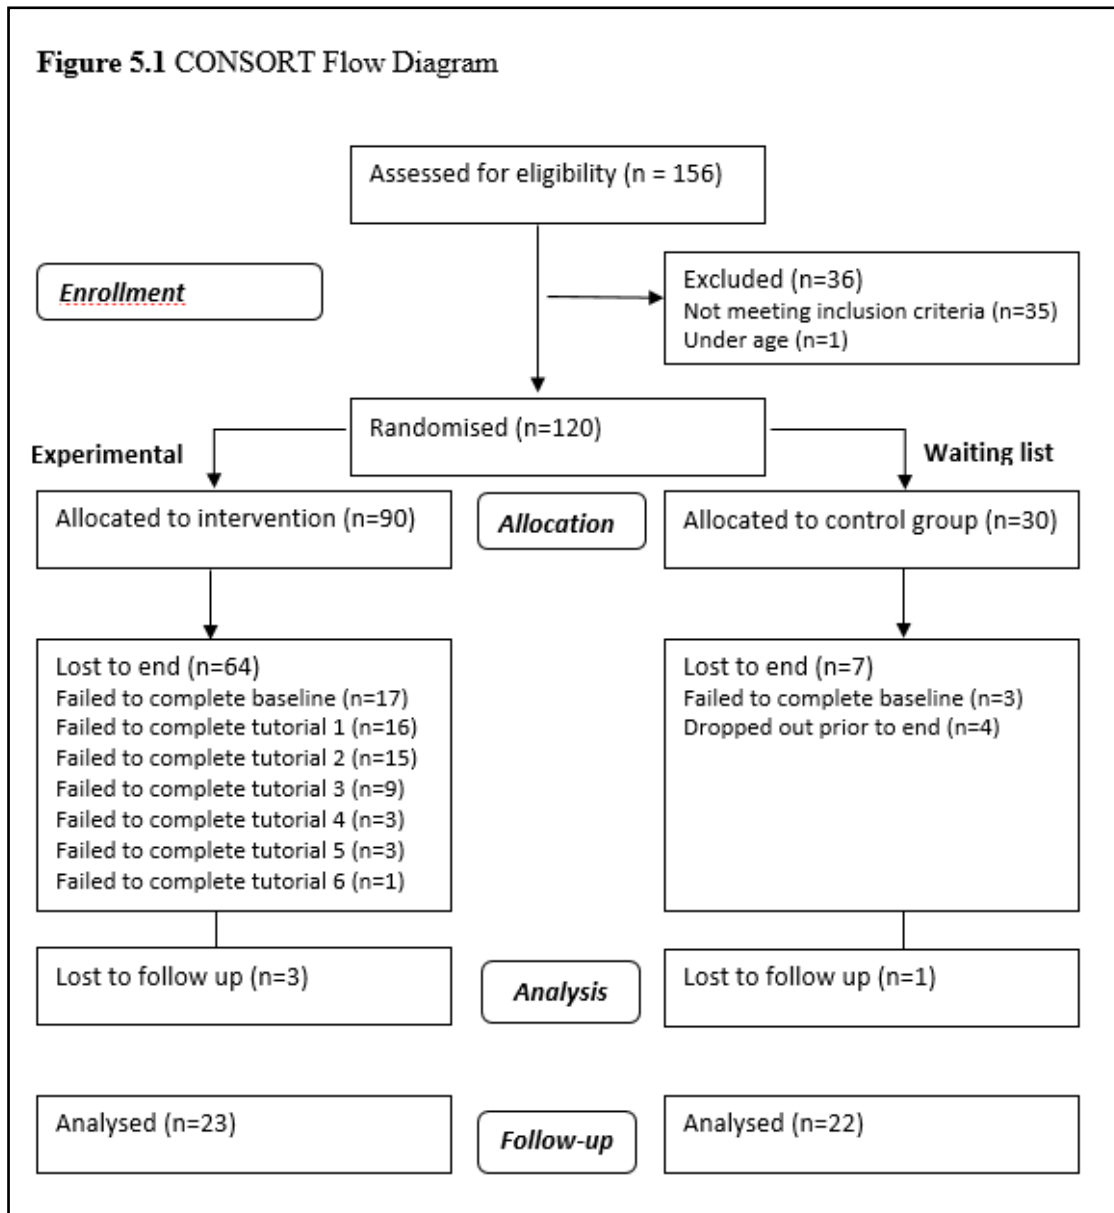 Figure 5.1 CONSORT Flow Diagram
Assessed for eligibility (n = 156)
Enrollment
Excluded (n=36)
Not meeting inclusion criteria (n=35)
Under age (n=1)
Randomised (n=120)
Experimental
Waiting list
Allocated to intervention (n=90)
Allocation
Allocated to control group (n=30)
Lost to end (n=64)
Failed to complete baseline (n=17)
Failed to complete tutorial 1 (n=16)
Failed to complete tutorial 2 (n=15)
Failed to complete tutorial 3 (n=9)
Failed to complete tutorial 4 (n=3)
Failed to complete tutorial 5 (n=3)
Failed to complete tutorial 6 (n=1)
Lost to end (n=7)
Failed to complete baseline (n=3)
Dropped out prior to end (n=4)
Lost to follow up (n=3)
Analysis
Lost to follow up (n=1)
Analysed (n=23)
Follow-up
Analysed (n=22)